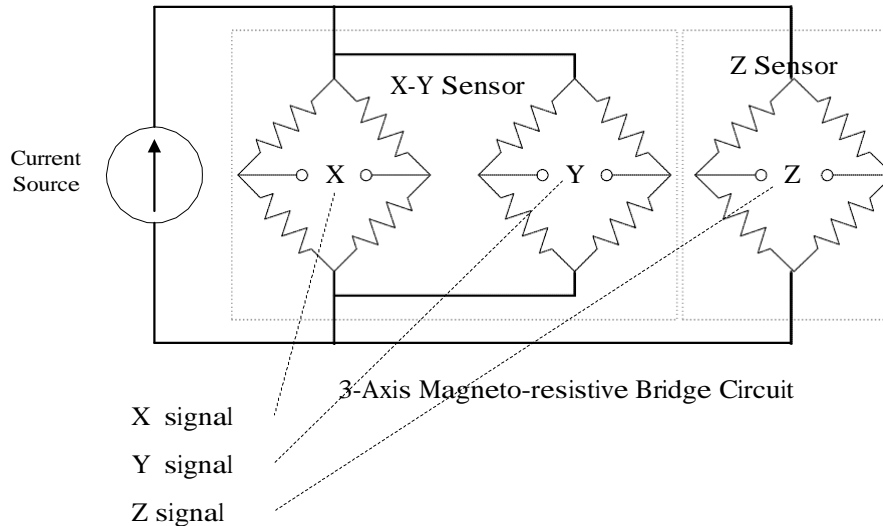 Z Sensor
X-Y Sensor
Current
Source
X
Y
Z
3-Axis Magneto-resistive Bridge Circuit
X signal
Y signal
Z signal